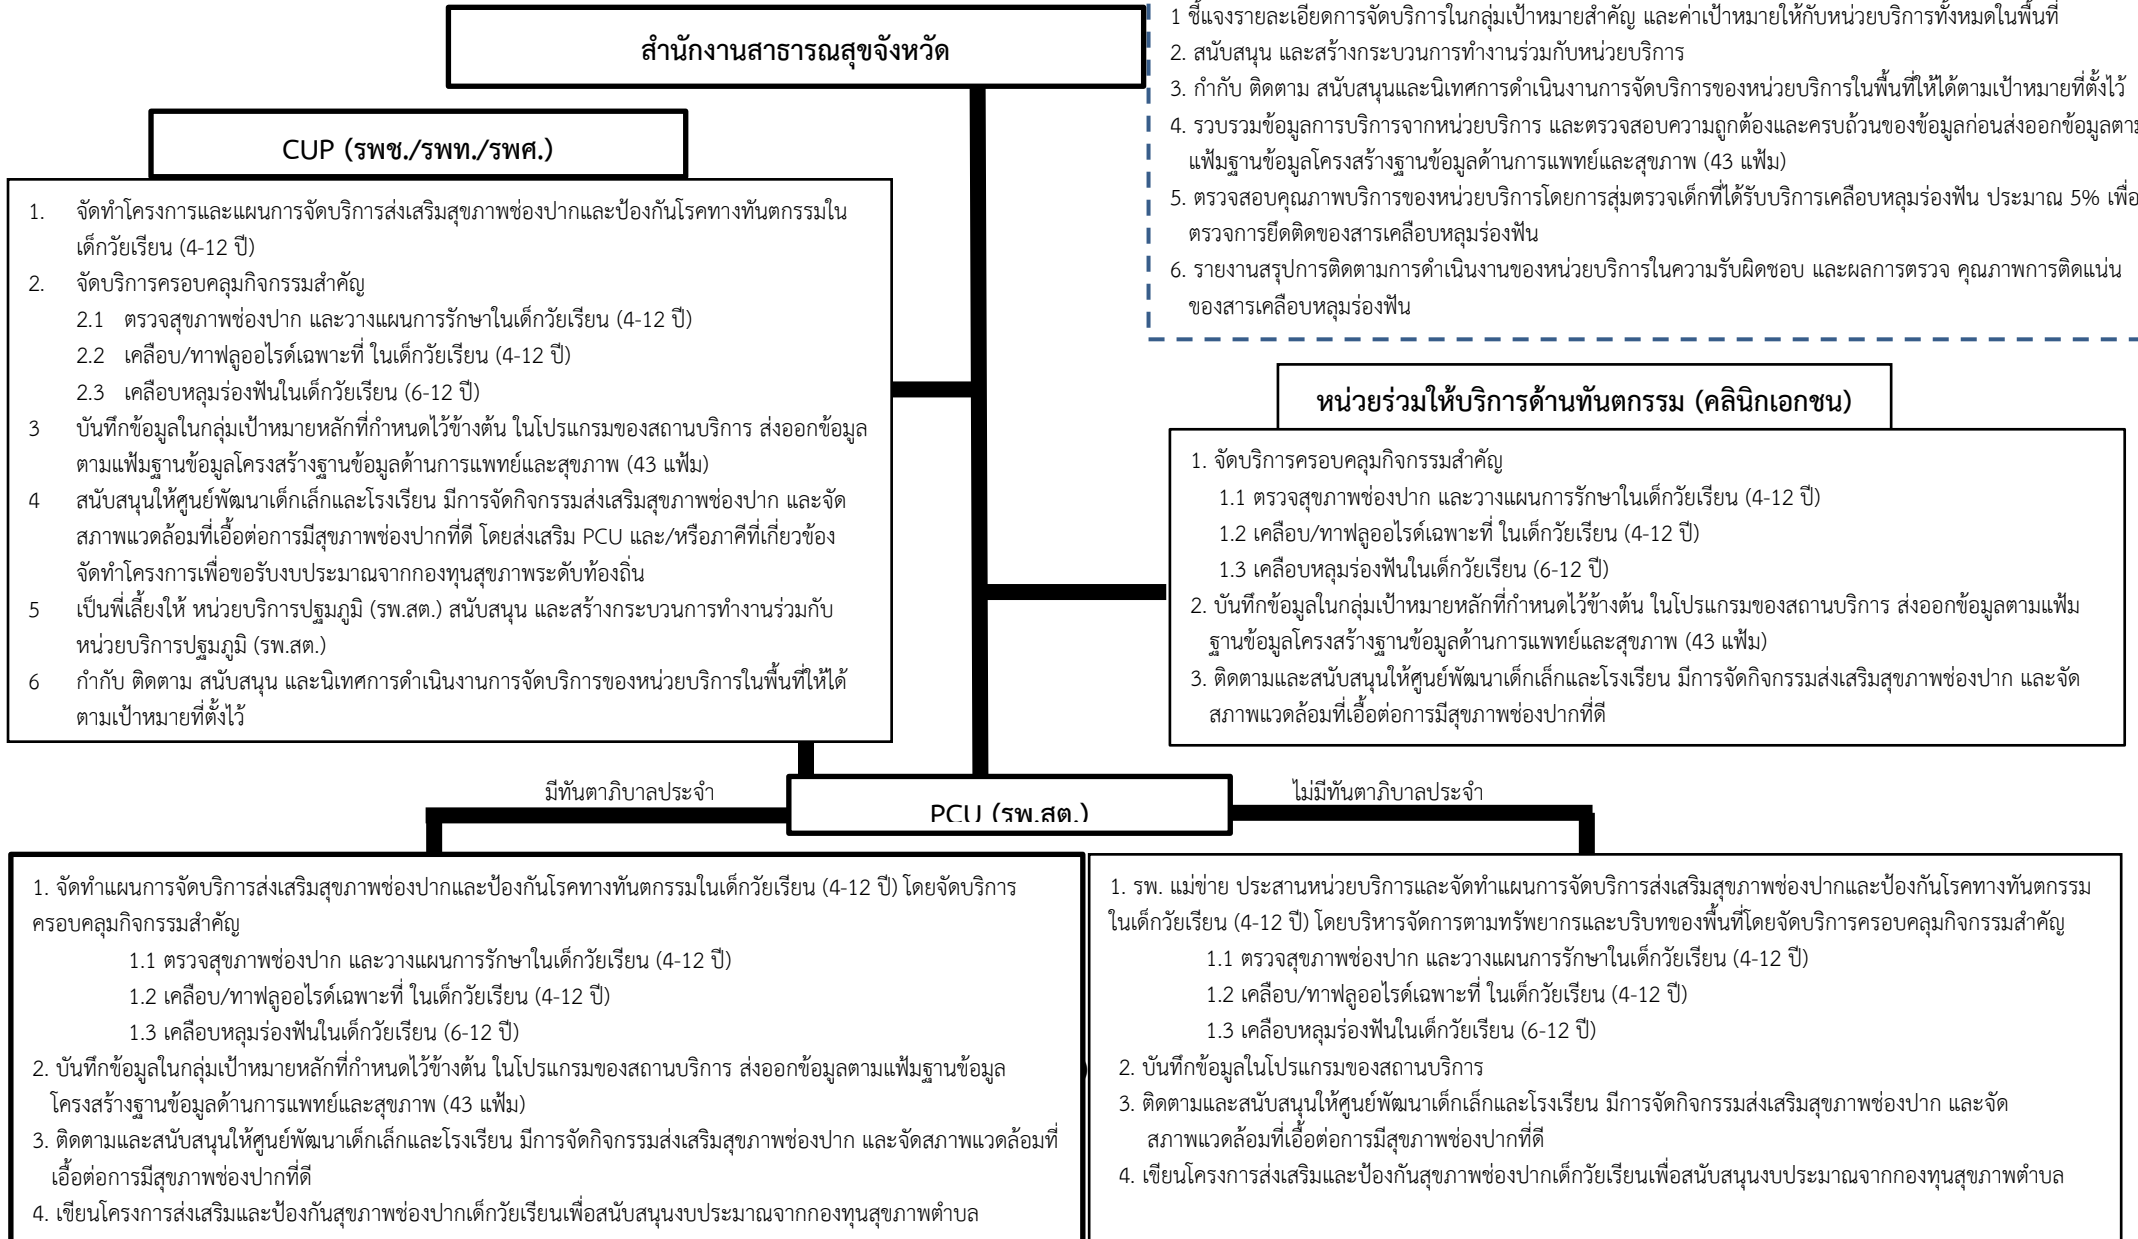 สำนักงานสาธารณสุขจังหวัด
1 ชี้แจงรายละเอียดการจัดบริการในกลุ่มเป้าหมายสำคัญ และค่าเป้าหมายให้กับหน่วยบริการทั้งหมดในพื้นที่
2. สนับสนุน และสร้างกระบวนการทำงานร่วมกับหน่วยบริการ
3. กำกับ ติดตาม สนับสนุนและนิเทศการดำเนินงานการจัดบริการของหน่วยบริการในพื้นที่ให้ได้ตามเป้าหมายที่ตั้งไว้
4. รวบรวมข้อมูลการบริการจากหน่วยบริการ และตรวจสอบความถูกต้องและครบถ้วนของข้อมูลก่อนส่งออกข้อมูลตาม
แฟ้มฐานข้อมูลโครงสร้างฐานข้อมูลด้านการแพทย์และสุขภาพ (43 แฟ้ม)
5. ตรวจสอบคุณภาพบริการของหน่วยบริการโดยการสุ่มตรวจเด็กที่ได้รับบริการเคลือบหลุมร่องฟัน ประมาณ 5% เพื่อ
ตรวจการยึดติดของสารเคลือบหลุมร่องฟัน
6. รายงานสรุปการติดตามการดำเนินงานของหน่วยบริการในความรับผิดชอบ และผลการตรวจ คุณภาพการติดแน่น
ของสารเคลือบหลุมร่องฟัน
CUP (รพช./รพท./รพศ.)
1. จัดทำโครงการและแผนการจัดบริการส่งเสริมสุขภาพช่องปากและป้องกันโรคทางทันตกรรมใน
เด็กวัยเรียน (4-12 ปี)
2. จัดบริการครอบคลุมกิจกรรมสำคัญ
2.1 ตรวจสุขภาพช่องปาก และวางแผนการรักษาในเด็กวัยเรียน (4-12 ปี)
2.2 เคลือบ/ทาฟลูออไรด์เฉพาะที่ ในเด็กวัยเรียน (4-12 ปี)
2.3 เคลือบหลุมร่องฟันในเด็กวัยเรียน (6-12 ปี)
3 บันทึกข้อมูลในกลุ่มเป้าหมายหลักที่กำหนดไว้ข้างต้น ในโปรแกรมของสถานบริการ ส่งออกข้อมูล
ตามแฟ้มฐานข้อมูลโครงสร้างฐานข้อมูลด้านการแพทย์และสุขภาพ (43 แฟ้ม)
4 สนับสนุนให้ศูนย์พัฒนาเด็กเล็กและโรงเรียน มีการจัดกิจกรรมส่งเสริมสุขภาพช่องปาก และจัด
สภาพแวดล้อมที่เอื้อต่อการมีสุขภาพช่องปากที่ดี โดยส่งเสริม PCU และ/หรือภาคีที่เกี่ยวข้อง
จัดทำโครงการเพื่อขอรับงบประมาณจากกองทุนสุขภาพระดับท้องถิ่น
5 เป็นพี่เลี้ยงให้ หน่วยบริการปฐมภูมิ (รพ.สต.) สนับสนุน และสร้างกระบวนการทำงานร่วมกับ
หน่วยบริการปฐมภูมิ (รพ.สต.)
6 กำกับ ติดตาม สนับสนุน และนิเทศการดำเนินงานการจัดบริการของหน่วยบริการในพื้นที่ให้ได้
ตามเป้าหมายที่ตั้งไว้
หน่วยร่วมให้บริการด้านทันตกรรม (คลินิกเอกชน)
1. จัดบริการครอบคลุมกิจกรรมสำคัญ
1.1 ตรวจสุขภาพช่องปาก และวางแผนการรักษาในเด็กวัยเรียน (4-12 ปี)
1.2 เคลือบ/ทาฟลูออไรด์เฉพาะที่ ในเด็กวัยเรียน (4-12 ปี)
1.3 เคลือบหลุมร่องฟันในเด็กวัยเรียน (6-12 ปี)
2. บันทึกข้อมูลในกลุ่มเป้าหมายหลักที่กำหนดไว้ข้างต้น ในโปรแกรมของสถานบริการ ส่งออกข้อมูลตามแฟ้ม
ฐานข้อมูลโครงสร้างฐานข้อมูลด้านการแพทย์และสุขภาพ (43 แฟ้ม)
3. ติดตามและสนับสนุนให้ศูนย์พัฒนาเด็กเล็กและโรงเรียน มีการจัดกิจกรรมส่งเสริมสุขภาพช่องปาก และจัด
สภาพแวดล้อมที่เอื้อต่อการมีสุขภาพช่องปากที่ดี
มีทันตาภิบาลประจำ
PCU (รพ.สต.)
ไม่มีทันตาภิบาลประจำ
1. จัดทำแผนการจัดบริการส่งเสริมสุขภาพช่องปากและป้องกันโรคทางทันตกรรมในเด็กวัยเรียน (4-12 ปี) โดยจัดบริการ
ครอบคลุมกิจกรรมสำคัญ
1.1 ตรวจสุขภาพช่องปาก และวางแผนการรักษาในเด็กวัยเรียน (4-12 ปี)
1.2 เคลือบ/ทาฟลูออไรด์เฉพาะที่ ในเด็กวัยเรียน (4-12 ปี)
1.3 เคลือบหลุมร่องฟันในเด็กวัยเรียน (6-12 ปี)
2. บันทึกข้อมูลในกลุ่มเป้าหมายหลักที่กำหนดไว้ข้างต้น ในโปรแกรมของสถานบริการ ส่งออกข้อมูลตามแฟ้มฐานข้อมูล
โครงสร้างฐานข้อมูลด้านการแพทย์และสุขภาพ (43 แฟ้ม)
3. ติดตามและสนับสนุนให้ศูนย์พัฒนาเด็กเล็กและโรงเรียน มีการจัดกิจกรรมส่งเสริมสุขภาพช่องปาก และจัดสภาพแวดล้อมที่
เอื้อต่อการมีสุขภาพช่องปากที่ดี
4. เขียนโครงการส่งเสริมและป้องกันสุขภาพช่องปากเด็กวัยเรียนเพื่อสนับสนุนงบประมาณจากกองทุนสุขภาพตำบล
1. รพ. แม่ข่าย ประสานหน่วยบริการและจัดทำแผนการจัดบริการส่งเสริมสุขภาพช่องปากและป้องกันโรคทางทันตกรรม
ในเด็กวัยเรียน (4-12 ปี) โดยบริหารจัดการตามทรัพยากรและบริบทของพื้นที่โดยจัดบริการครอบคลุมกิจกรรมสำคัญ
1.1 ตรวจสุขภาพช่องปาก และวางแผนการรักษาในเด็กวัยเรียน (4-12 ปี)
1.2 เคลือบ/ทาฟลูออไรด์เฉพาะที่ ในเด็กวัยเรียน (4-12 ปี)
1.3 เคลือบหลุมร่องฟันในเด็กวัยเรียน (6-12 ปี)
2. บันทึกข้อมูลในโปรแกรมของสถานบริการ
3. ติดตามและสนับสนุนให้ศูนย์พัฒนาเด็กเล็กและโรงเรียน มีการจัดกิจกรรมส่งเสริมสุขภาพช่องปาก และจัด
สภาพแวดล้อมที่เอื้อต่อการมีสุขภาพช่องปากที่ดี
4. เขียนโครงการส่งเสริมและป้องกันสุขภาพช่องปากเด็กวัยเรียนเพื่อสนับสนุนงบประมาณจากกองทุนสุขภาพตำบล